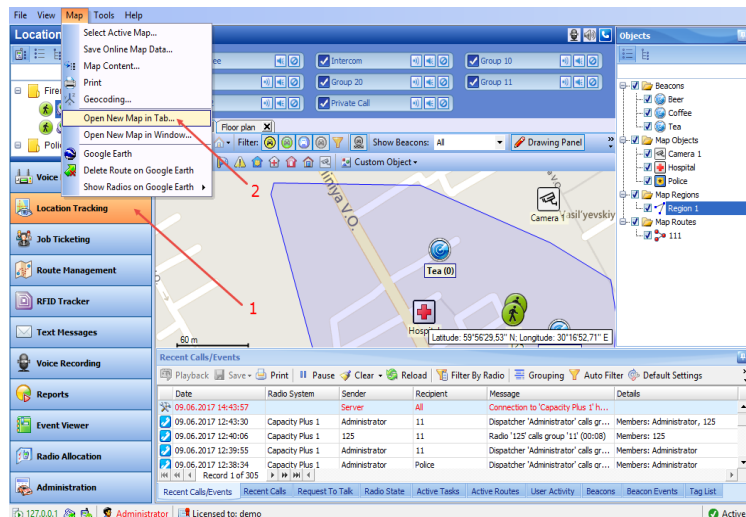 File View Map Tools Help
Select Active Map...
Save Online Map Data...
Map Content...
Print
Geocoding...
Open New Map in Tab...
Open New Map in Window...
Google Earth
Delete Route on Google Earth
Show Radios on Google Earth
Intercom
Group 10
Group 20
Group 11
Private Call
Floor plan
Filter:
Show Beacons: All
Drawing Panel
Custom Object
1
2
Voice
Location Tracking
Job Ticketing
Route Management
RFID Tracker
Text Messages
Voice Recording
Reports
Event Viewer
Radio Allocation
Administration
Camera 1
Tea (0)
60 m
Latitude: 59°56'29,53" N; Longitude: 30°16'52,71" E
Objects
Beacons
Beer
Coffee
Tea
Map Objects
Camera 1
Hospital
Police
Map Regions
Region 1
Map Routes
111
Recent Calls/Events
Playback Save Print Pause Clear Reload Filter By Radio Grouping Auto Filter Default Settings
Date Radio System Sender Recipient Message Details
09.06.2017 14:43:57 Server All Connection to 'Capacity Plus 1' h...
09.06.2017 12:43:30 Capacity Plus 1 Administrator 11 Dispatcher 'Administrator' calls gr... Members: Administrator, 125
09.06.2017 12:40:06 Capacity Plus 1 125 11 Radio '125' calls group '11' (00:08) Members: 125
09.06.2017 12:39:55 Capacity Plus 1 Administrator 11 Dispatcher 'Administrator' calls gr... Members: Administrator
09.06.2017 12:38:34 Capacity Plus 1 Administrator Police Dispatcher 'Administrator' calls gr... Members: Administrator
Record 1 of 305
Recent Calls/Events Recent Calls Request To Talk Radio State Active Tasks Active Routes User Activity Beacons Beacon Events Tag List
127.0.0.1 Administrator Licensed to: demo Active